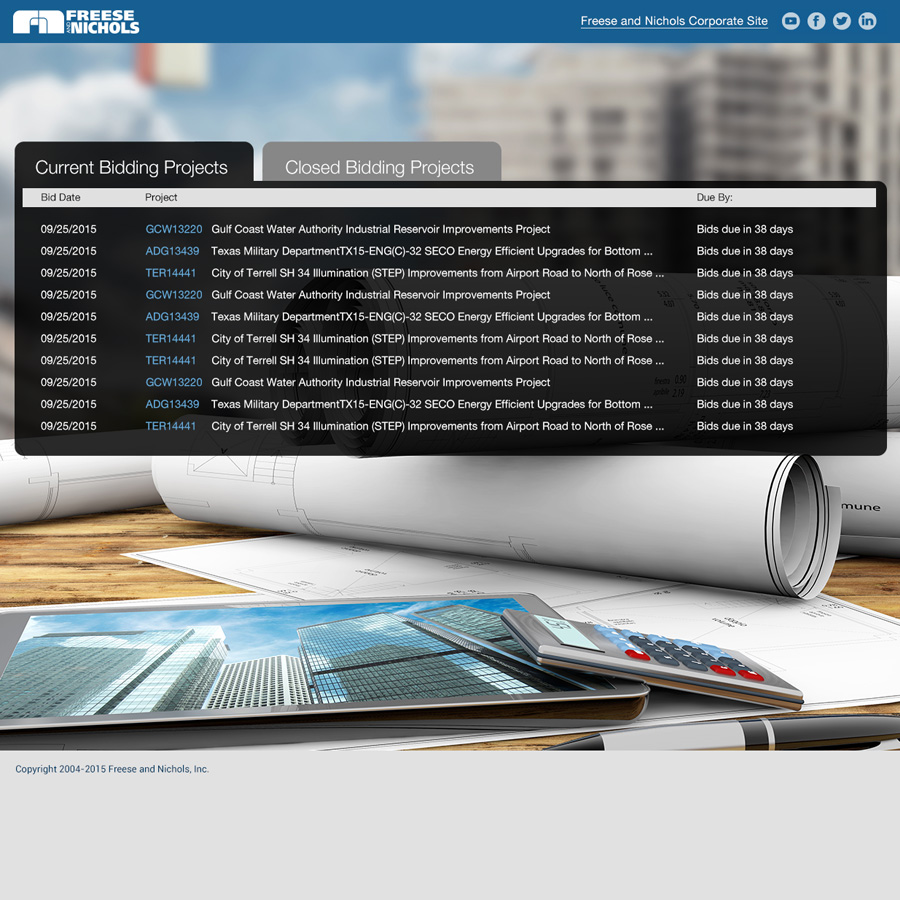 FREESE AND NICHOLS
Freese and Nichols Corporate Site
Current Bidding Projects
Closed Bidding Projects
Bid Date Project Due By:
09/25/2015 GCW13220 Gulf Coast Water Authority Industrial Reservoir Improvements Project Bids due in 38 days
09/25/2015 ADG13439 Texas Military DepartmentTX15-ENG(C)-32 SECO Energy Efficient Upgrades for Bottom ... Bids due in 38 days
09/25/2015 TER14441 City of Terrell SH 34 Illumination (STEP) Improvements from Airport Road to North of Rose ... Bids due in 38 days
09/25/2015 GCW13220 Gulf Coast Water Authority Industrial Reservoir Improvements Project Bids due in 38 days
09/25/2015 ADG13439 Texas Military DepartmentTX15-ENG(C)-32 SECO Energy Efficient Upgrades for Bottom ... Bids due in 38 days
09/25/2015 TER14441 City of Terrell SH 34 Illumination (STEP) Improvements from Airport Road to North of Rose ... Bids due in 38 days
09/25/2015 TER14441 City of Terrell SH 34 Illumination (STEP) Improvements from Airport Road to North of Rose ... Bids due in 38 days
09/25/2015 GCW13220 Gulf Coast Water Authority Industrial Reservoir Improvements Project Bids due in 38 days
09/25/2015 ADG13439 Texas Military DepartmentTX15-ENG(C)-32 SECO Energy Efficient Upgrades for Bottom ... Bids due in 38 days
09/25/2015 TER14441 City of Terrell SH 34 Illumination (STEP) Improvements from Airport Road to North of Rose ... Bids due in 38 days
mune
Copyright 2004-2015 Freese and Nichols, Inc.